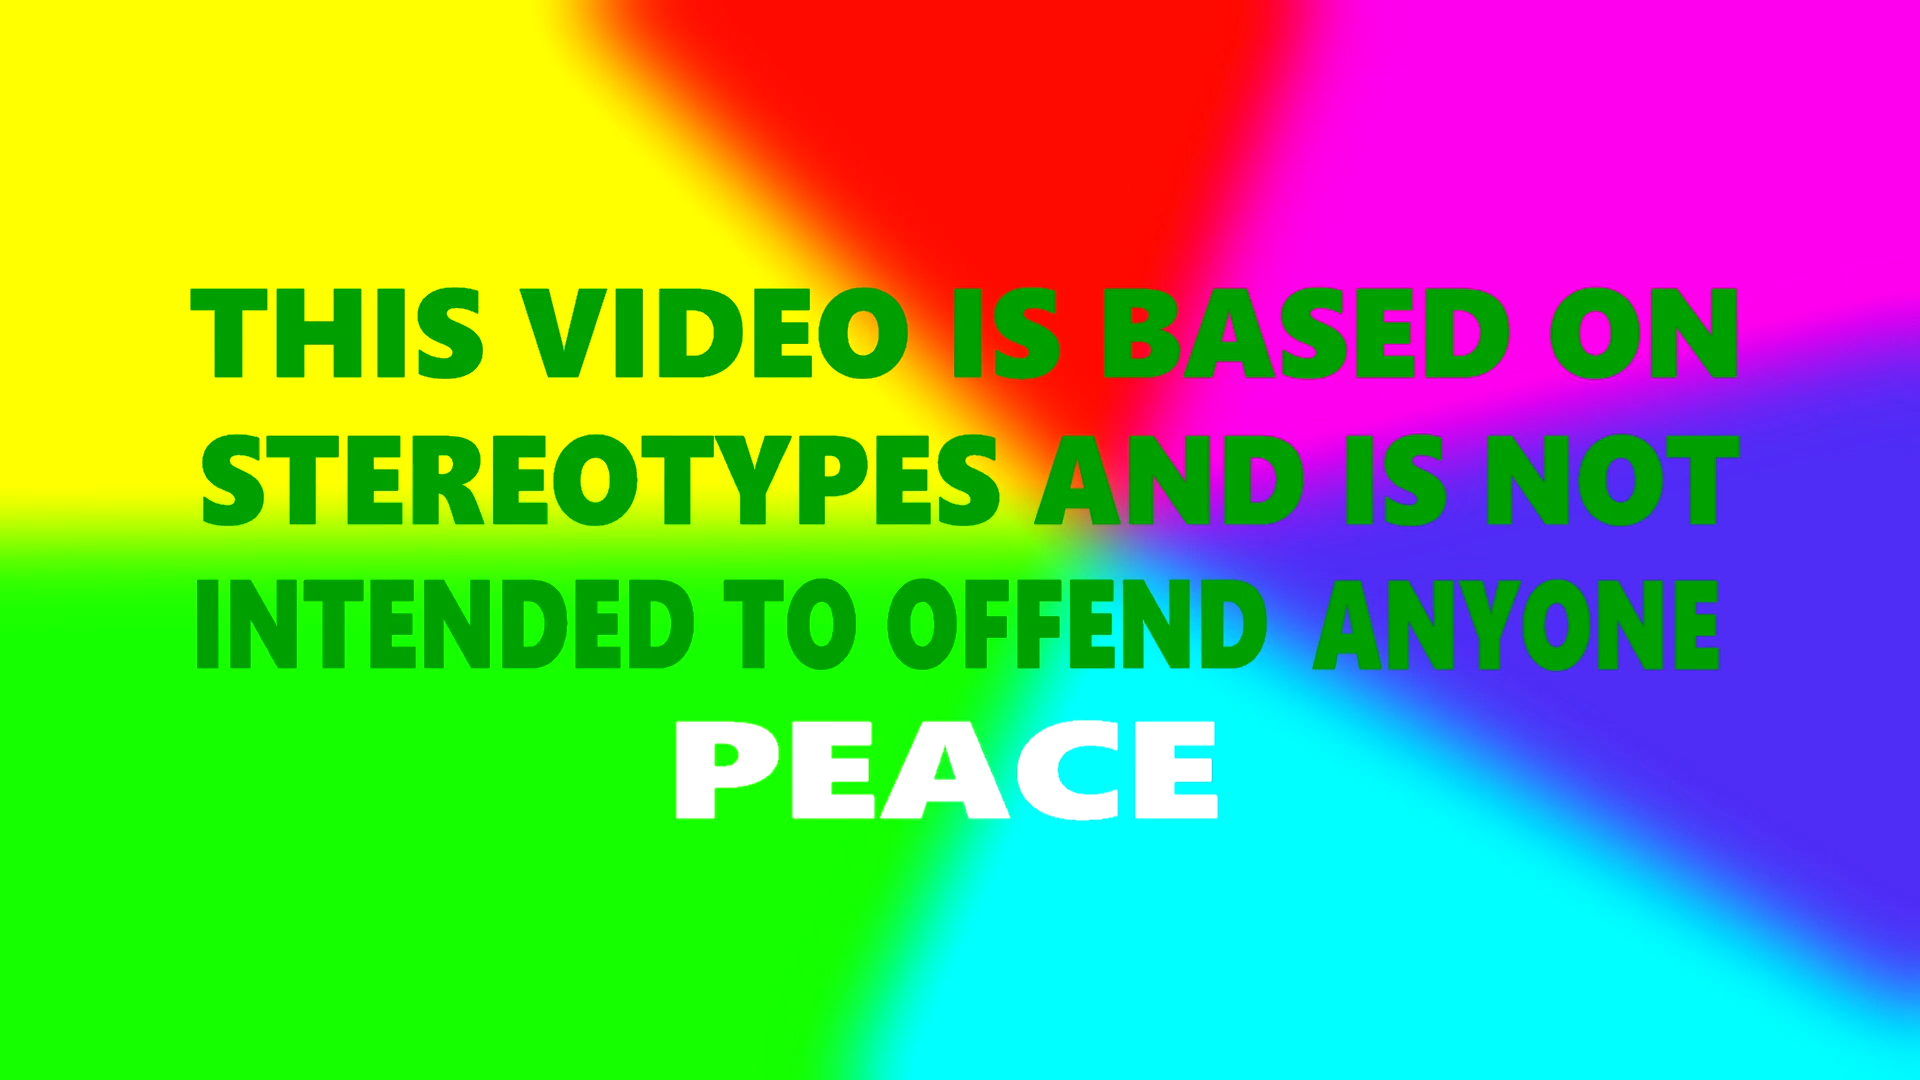 THIS VIDEO IS BASED ON
STEREOTYPES AND IS NOT
INTENDED TO OFFEND ANYONE
PEACE